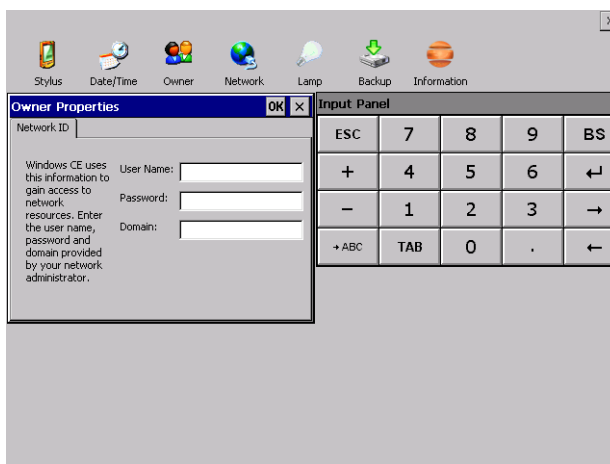 Stylus Date/Time Owner Network Lamp Backup Information
Owner Properties OK ×
Network ID
Windows CE uses
this information to
gain access to
network
resources. Enter
the user name,
password and
domain provided
by your network
administrator.
User Name:
Password:
Domain:
Input Panel
ESC 7 8 9 BS
+ 4 5 6 ↵
− 1 2 3 →
→ABC TAB 0 . ←